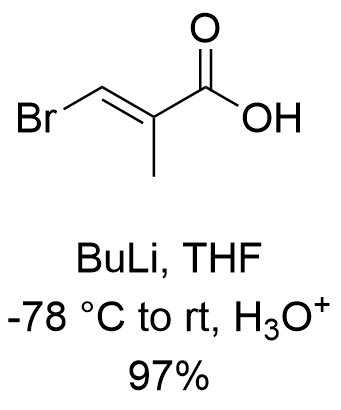 O
Br
OH
BuLi, THF
-78 °C to rt, H₃O⁺
97%